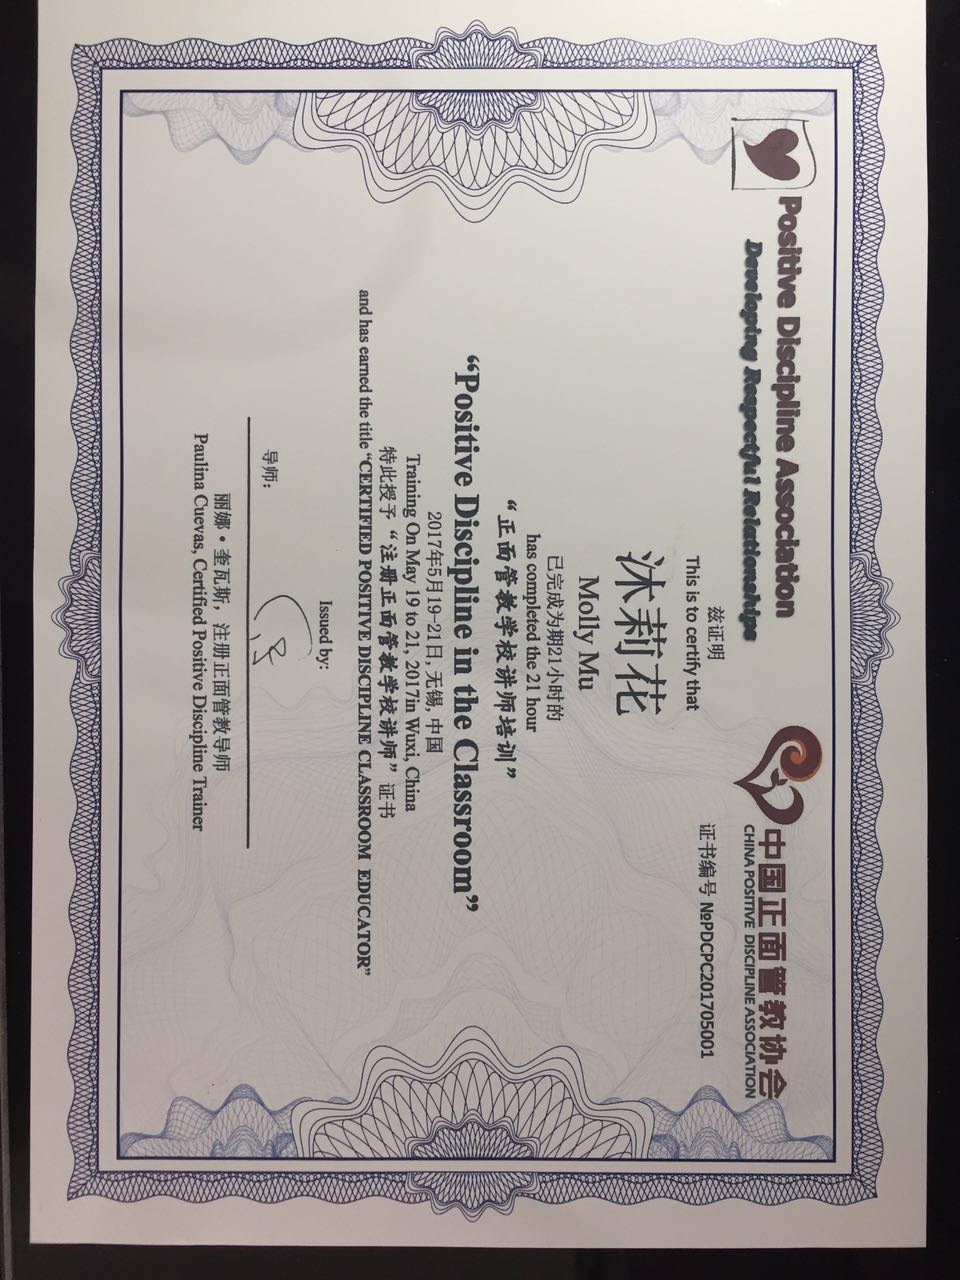 Positive Discipline Association
Developing Respectful Relationships
中国正面管教协会
CHINA POSITIVE DISCIPLINE ASSOCIATION
证书编号 №PDCPC201705001
兹证明
This is to certify that
沐莉花
Molly Mu
已完成为期21小时的
has completed the 21 hour
“正面管教学校讲师培训”
“Positive Discipline in the Classroom”
2017年5月19-21日, 无锡, 中国
Training On May 19 to 21, 2017in Wuxi, China
特此授予“注册正面管教学校讲师”证书
and has earned the title “CERTIFIED POSITIVE DISCIPLINE CLASSROOM EDUCATOR”
Issued by:
导师:
丽娜·奎瓦斯, 注册正面管教导师
Paulina Cuevas, Certified Positive Discipline Trainer